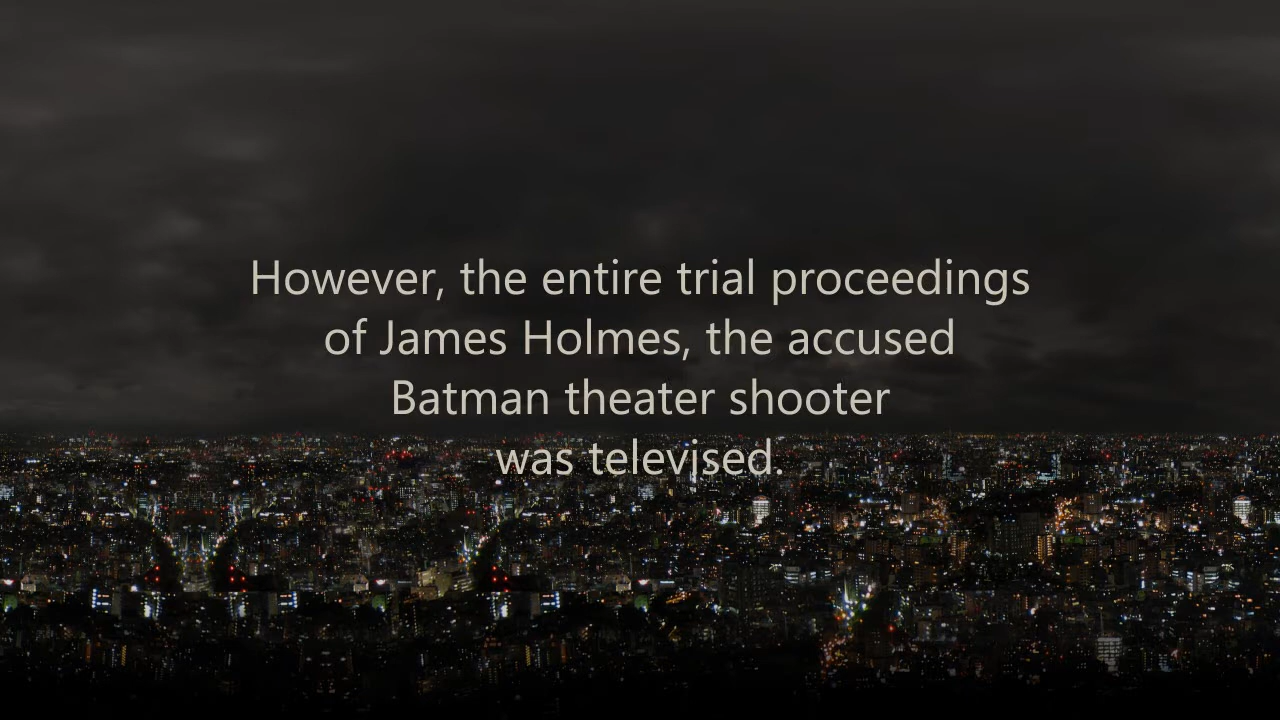 However, the entire trial proceedings
of James Holmes, the accused
Batman theater shooter
was televised.